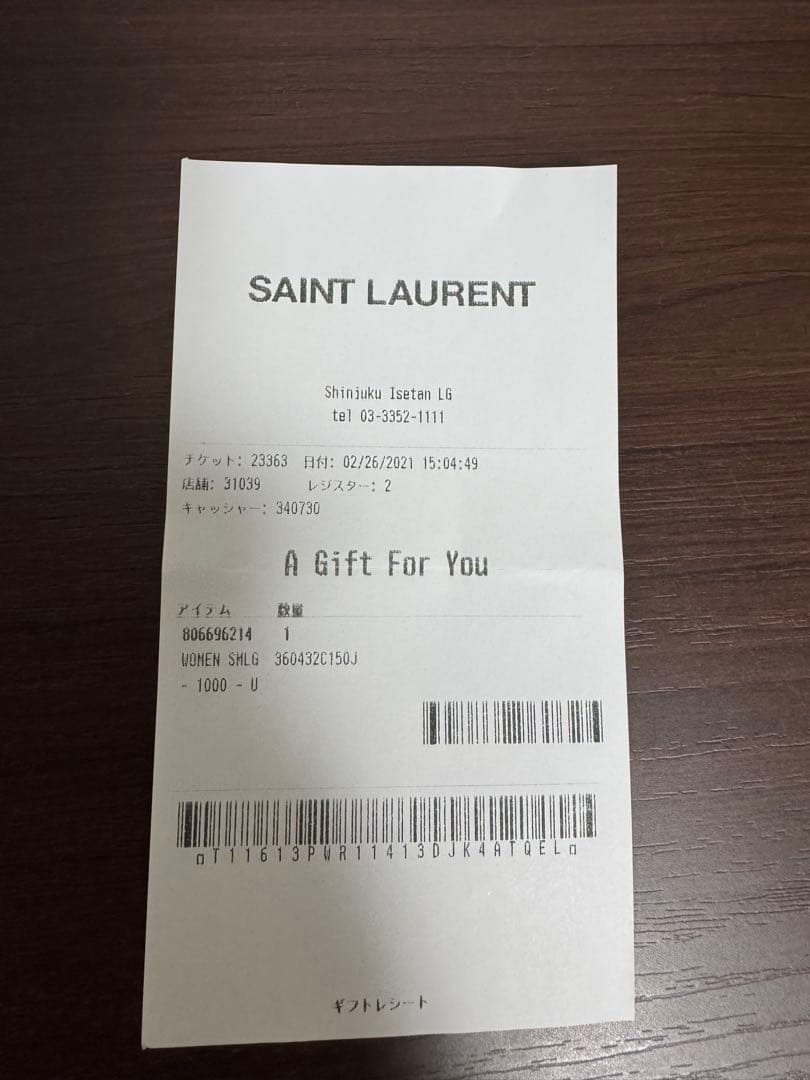 SAINT LAURENT
Shinjuku Isetan LG
tel 03-3352-1111
チケット: 23363 日付: 02/26/2021 15:04:49
店舗: 31039 レジスター: 2
キャッシャー: 340730
A Gift For You
アイテム 数量
806696214 1
WOMEN SMLG 360432C150J
- 1000 - U
¤T11613PWR11413DJK4ATQEL¤
ギフトレシート